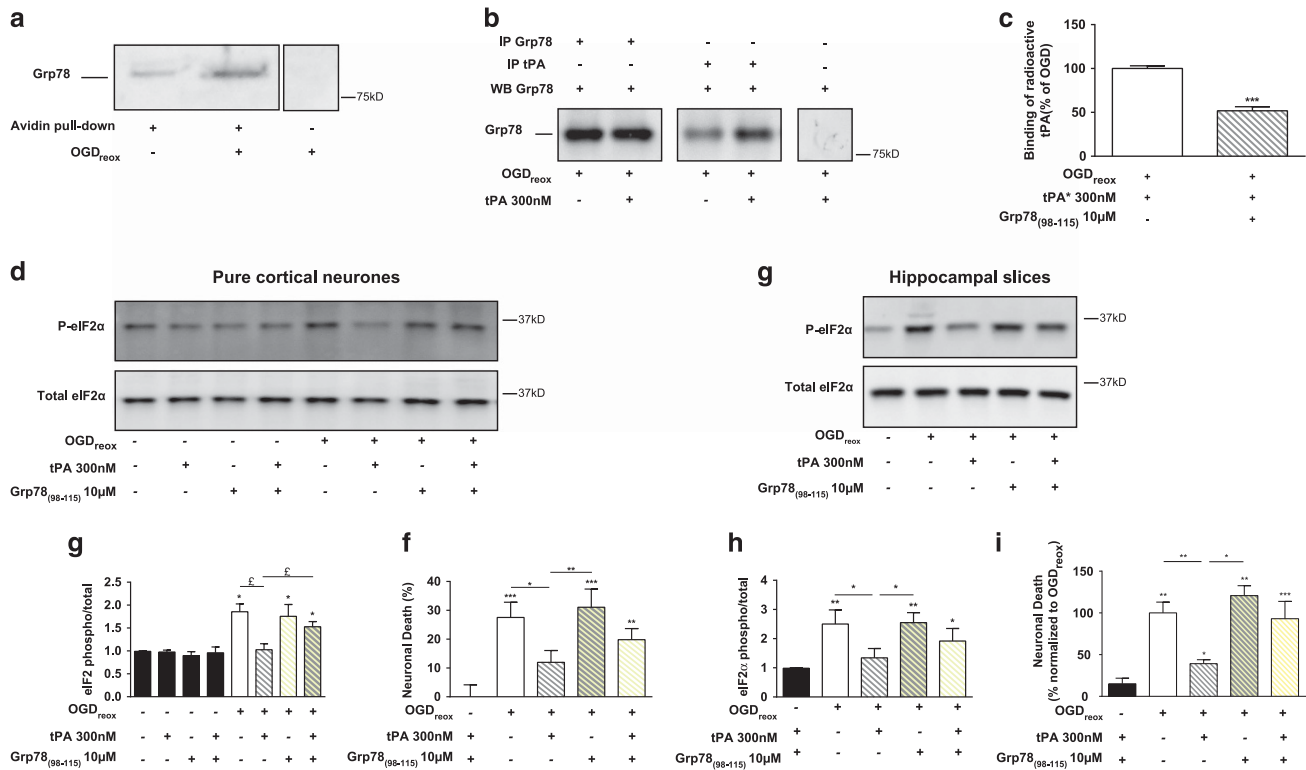 a
Grp78
75kD
Avidin pull-down + + -
OGDreox - + +
b
IP Grp78 + + - - -
IP tPA - - + + -
WB Grp78 + + + + +
Grp78
75kD
OGDreox + + + + +
tPA 300nM - + - + +
c
Binding of radioactive
tPA(% of OGD)
150
100
50
0
***
OGDreox + +
tPA* 300nM + +
Grp78(98-115) 10µM - +
d
Pure cortical neurones
P-eIF2α
37kD
Total eIF2α
37kD
OGDreox - - - - + + + +
tPA 300nM - + - + - + - +
Grp78(98-115) 10µM - - + + - - + +
g
Hippocampal slices
P-eIF2α
37kD
Total eIF2α
37kD
OGDreox - + + + +
tPA 300nM - - + - +
Grp78(98-115) 10µM - - - + +
g
eIF2 phospho/total
2.5
2.0
1.5
1.0
0.5
0.0
* £ £ * *
OGDreox - - - - + + + +
tPA 300nM - + - + - + - +
Grp78(98-115) 10µM - - + + - - + +
f
Neuronal Death (%)
40
30
20
10
0
*** * ** *** **
OGDreox - + + + +
tPA 300nM + - + - +
Grp78(98-115) 10µM + - - + +
h
eIF2α phospho/total
4
3
2
1
0
** * * ** *
OGDreox - + + + +
tPA 300nM + - + - +
Grp78(98-115) 10µM + - - + +
i
Neuronal Death
(% normalized to OGDreox)
150
100
50
0
** ** * * ** ***
OGDreox - + + + +
tPA 300nM + - + - +
Grp78(98-115) 10µM + - - + +